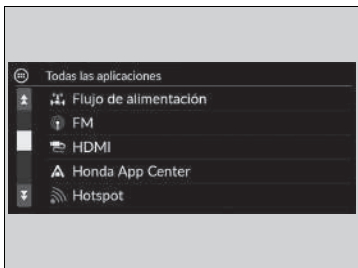 Todas las aplicaciones
Flujo de alimentación
FM
HDMI
Honda App Center
Hotspot